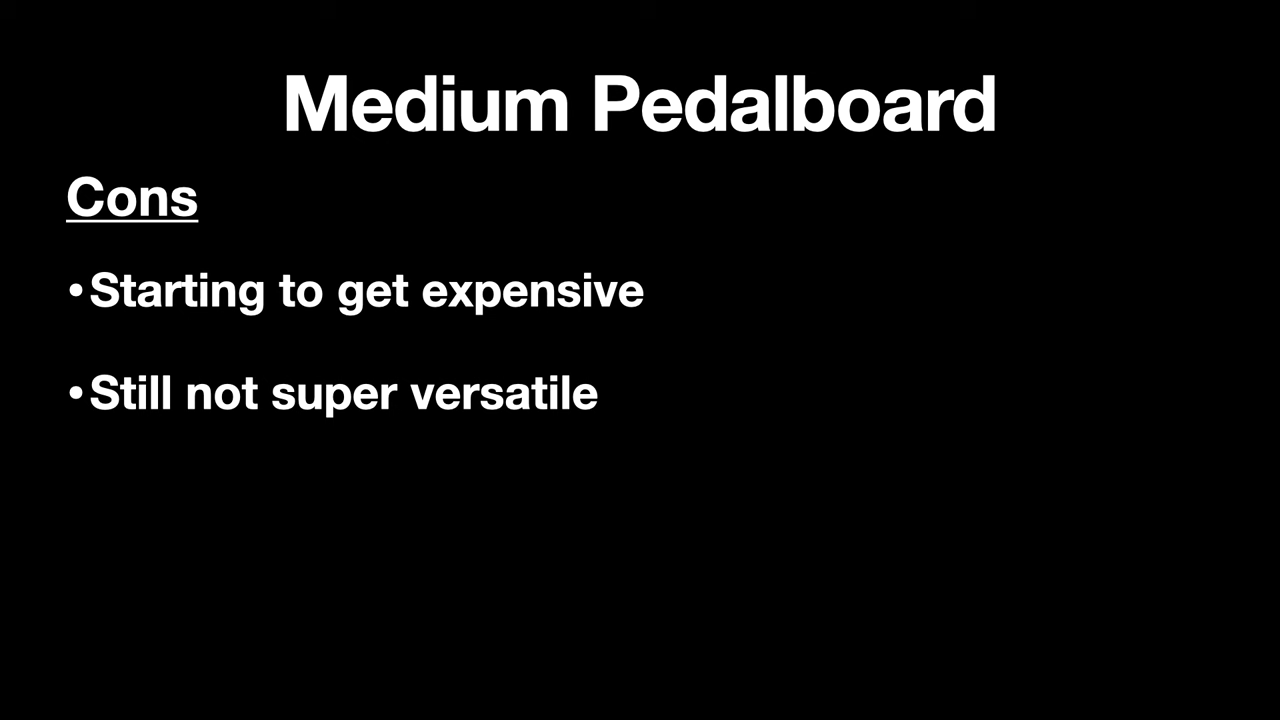 Medium Pedalboard
Cons
•Starting to get expensive
•Still not super versatile